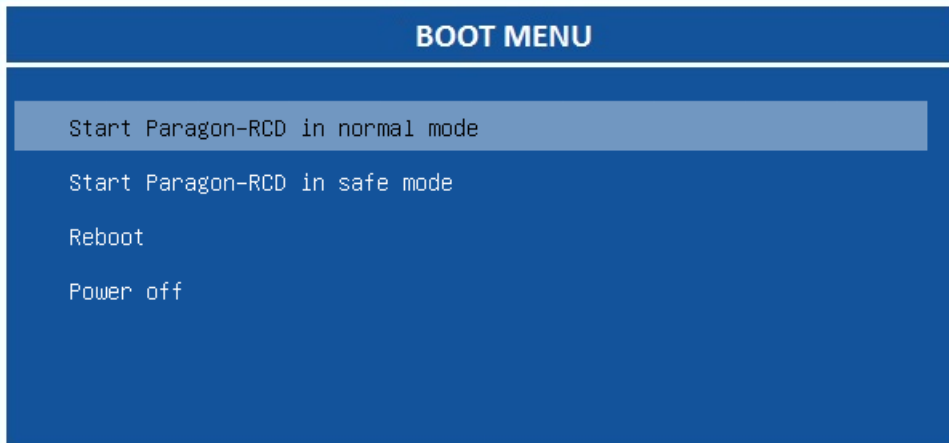 BOOT MENU
Start Paragon-RCD in normal mode
Start Paragon-RCD in safe mode
Reboot
Power off